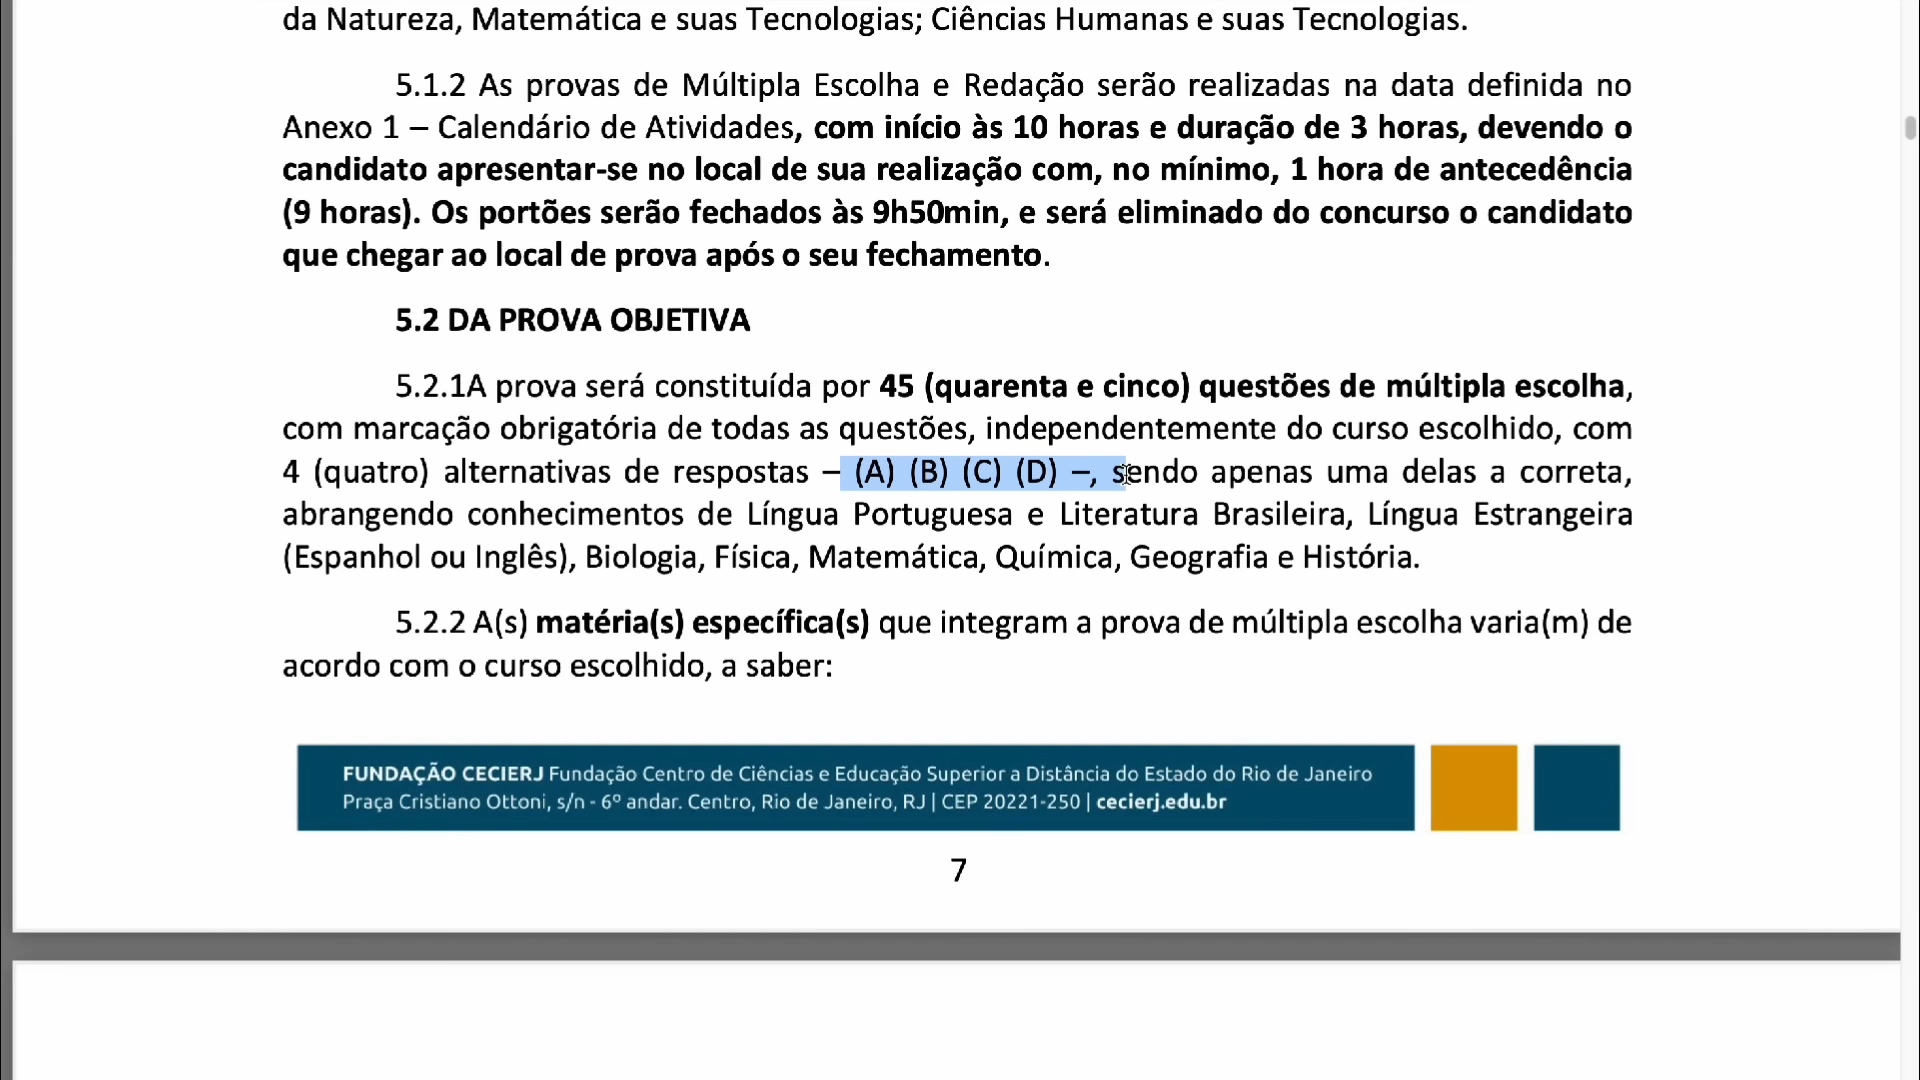 da Natureza, Matemática e suas Tecnologias; Ciências Humanas e suas Tecnologias.
5.1.2 As provas de Múltipla Escolha e Redação serão realizadas na data definida no
Anexo 1 – Calendário de Atividades, com início às 10 horas e duração de 3 horas, devendo o
candidato apresentar-se no local de sua realização com, no mínimo, 1 hora de antecedência
(9 horas). Os portões serão fechados às 9h50min, e será eliminado do concurso o candidato
que chegar ao local de prova após o seu fechamento.
5.2 DA PROVA OBJETIVA
5.2.1A prova será constituída por 45 (quarenta e cinco) questões de múltipla escolha,
com marcação obrigatória de todas as questões, independentemente do curso escolhido, com
4 (quatro) alternativas de respostas – (A) (B) (C) (D) –, sendo apenas uma delas a correta,
abrangendo conhecimentos de Língua Portuguesa e Literatura Brasileira, Língua Estrangeira
(Espanhol ou Inglês), Biologia, Física, Matemática, Química, Geografia e História.
5.2.2 A(s) matéria(s) específica(s) que integram a prova de múltipla escolha varia(m) de
acordo com o curso escolhido, a saber:
FUNDAÇÃO CECIERJ Fundação Centro de Ciências e Educação Superior a Distância do Estado do Rio de Janeiro
Praça Cristiano Ottoni, s/n - 6º andar. Centro, Rio de Janeiro, RJ | CEP 20221-250 | cecierj.edu.br
7